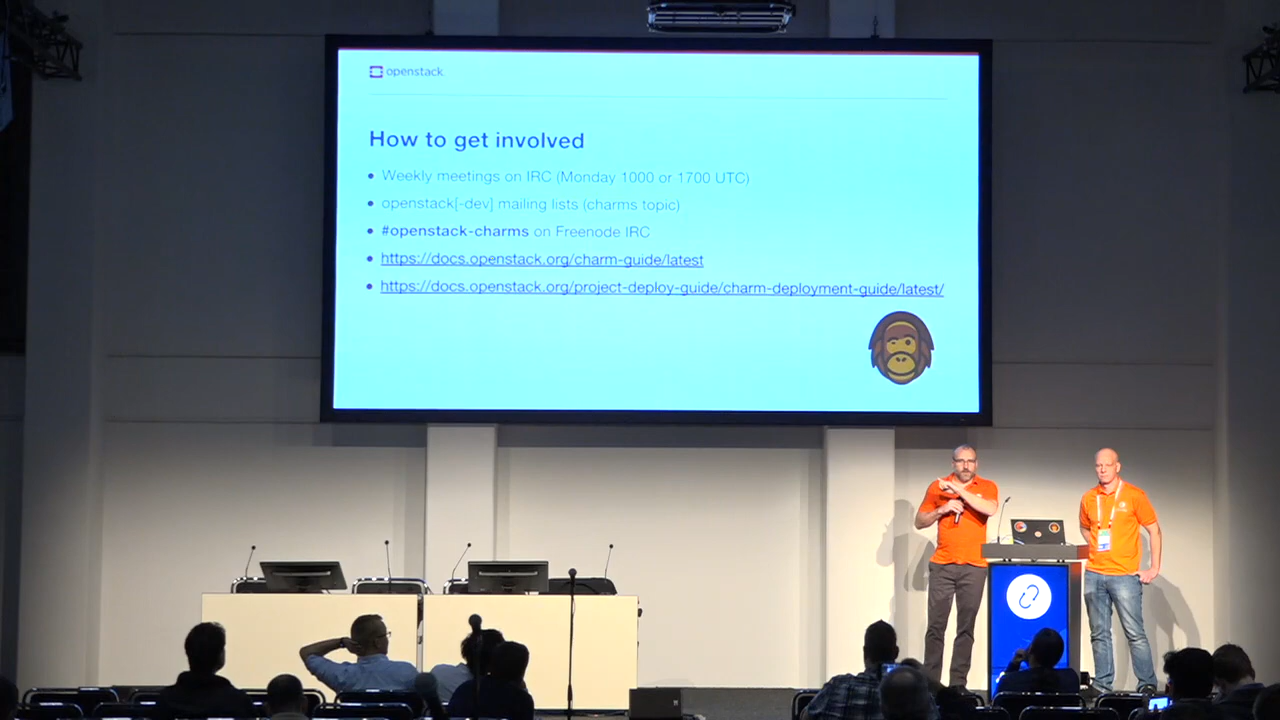 openstack
How to get involved
Weekly meetings on IRC (Monday 1000 or 1700 UTC)
openstack[-dev] mailing lists (charms topic)
#openstack-charms on Freenode IRC
https://docs.openstack.org/charm-guide/latest
https://docs.openstack.org/project-deploy-guide/charm-deployment-guide/latest/